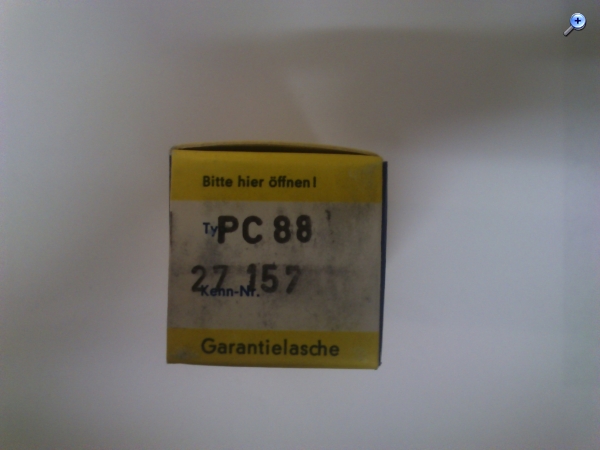 Bitte hier öffnen!
Typ PC 88
27 157
Kenn-Nr.
Garantielasche